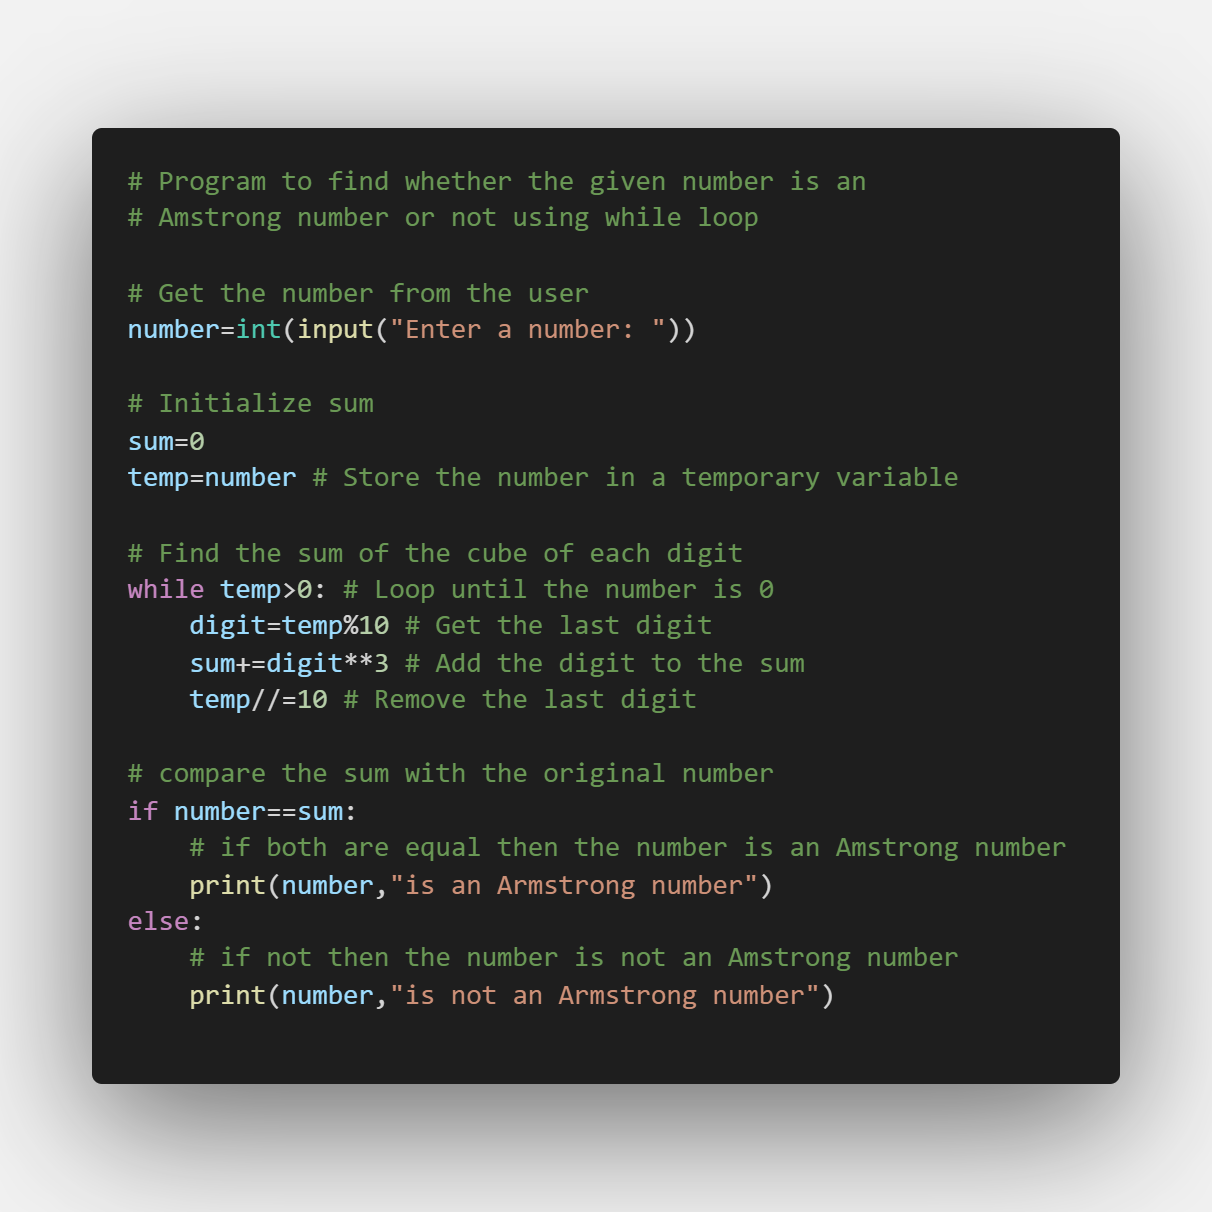 # Program to find whether the given number is an
# Amstrong number or not using while loop
# Get the number from the user
number=int(input("Enter a number: "))
# Initialize sum
sum=0
temp=number # Store the number in a temporary variable
# Find the sum of the cube of each digit
while temp>0: # Loop until the number is 0
    digit=temp%10 # Get the last digit
    sum+=digit**3 # Add the digit to the sum
    temp//=10 # Remove the last digit
# compare the sum with the original number
if number==sum:
    # if both are equal then the number is an Amstrong number
    print(number,"is an Armstrong number")
else:
    # if not then the number is not an Amstrong number
    print(number,"is not an Armstrong number")